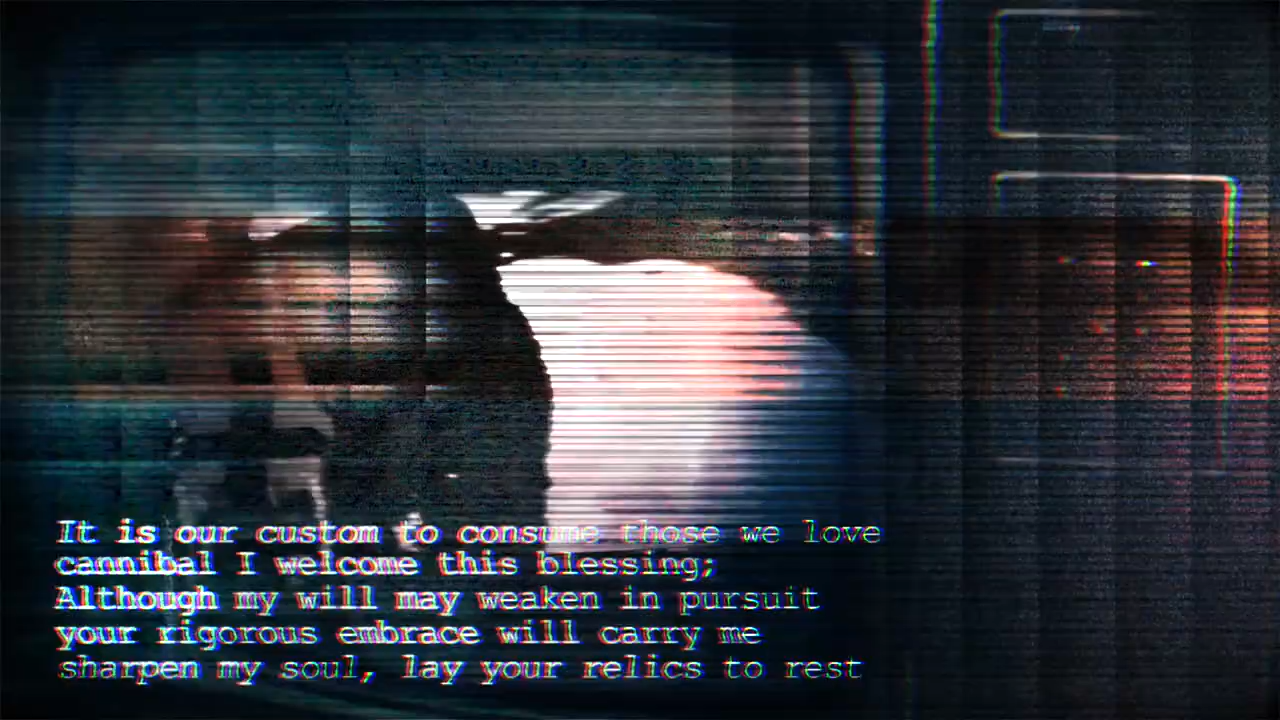 It is our custom to consume those we love
cannibal I welcome this blessing;
Although my will may weaken in pursuit
your rigorous embrace will carry me
sharpen my soul, lay your relics to rest